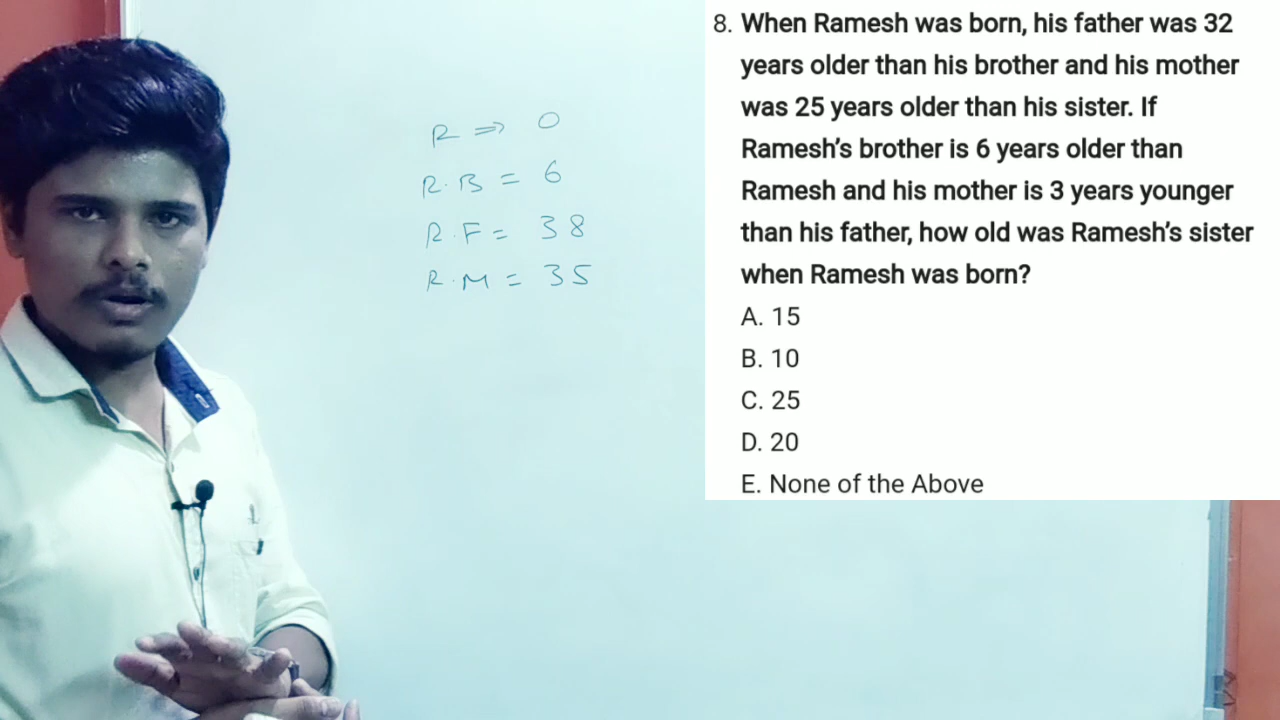 R ⇒ 0
R.B = 6
R.F = 38
R.M = 35
8. When Ramesh was born, his father was 32
years older than his brother and his mother
was 25 years older than his sister. If
Ramesh’s brother is 6 years older than
Ramesh and his mother is 3 years younger
than his father, how old was Ramesh’s sister
when Ramesh was born?
A. 15
B. 10
C. 25
D. 20
E. None of the Above